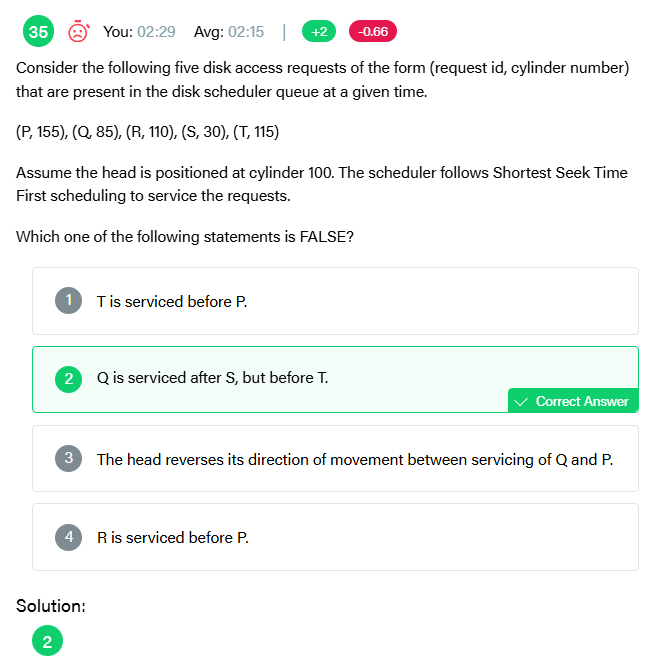 35 You: 02:29 Avg: 02:15 | +2 -0.66
Consider the following five disk access requests of the form (request id, cylinder number)
that are present in the disk scheduler queue at a given time.
(P, 155), (Q, 85), (R, 110), (S, 30), (T, 115)
Assume the head is positioned at cylinder 100. The scheduler follows Shortest Seek Time
First scheduling to service the requests.
Which one of the following statements is FALSE?
1 T is serviced before P.
2 Q is serviced after S, but before T.
Correct Answer
3 The head reverses its direction of movement between servicing of Q and P.
4 R is serviced before P.
Solution:
2